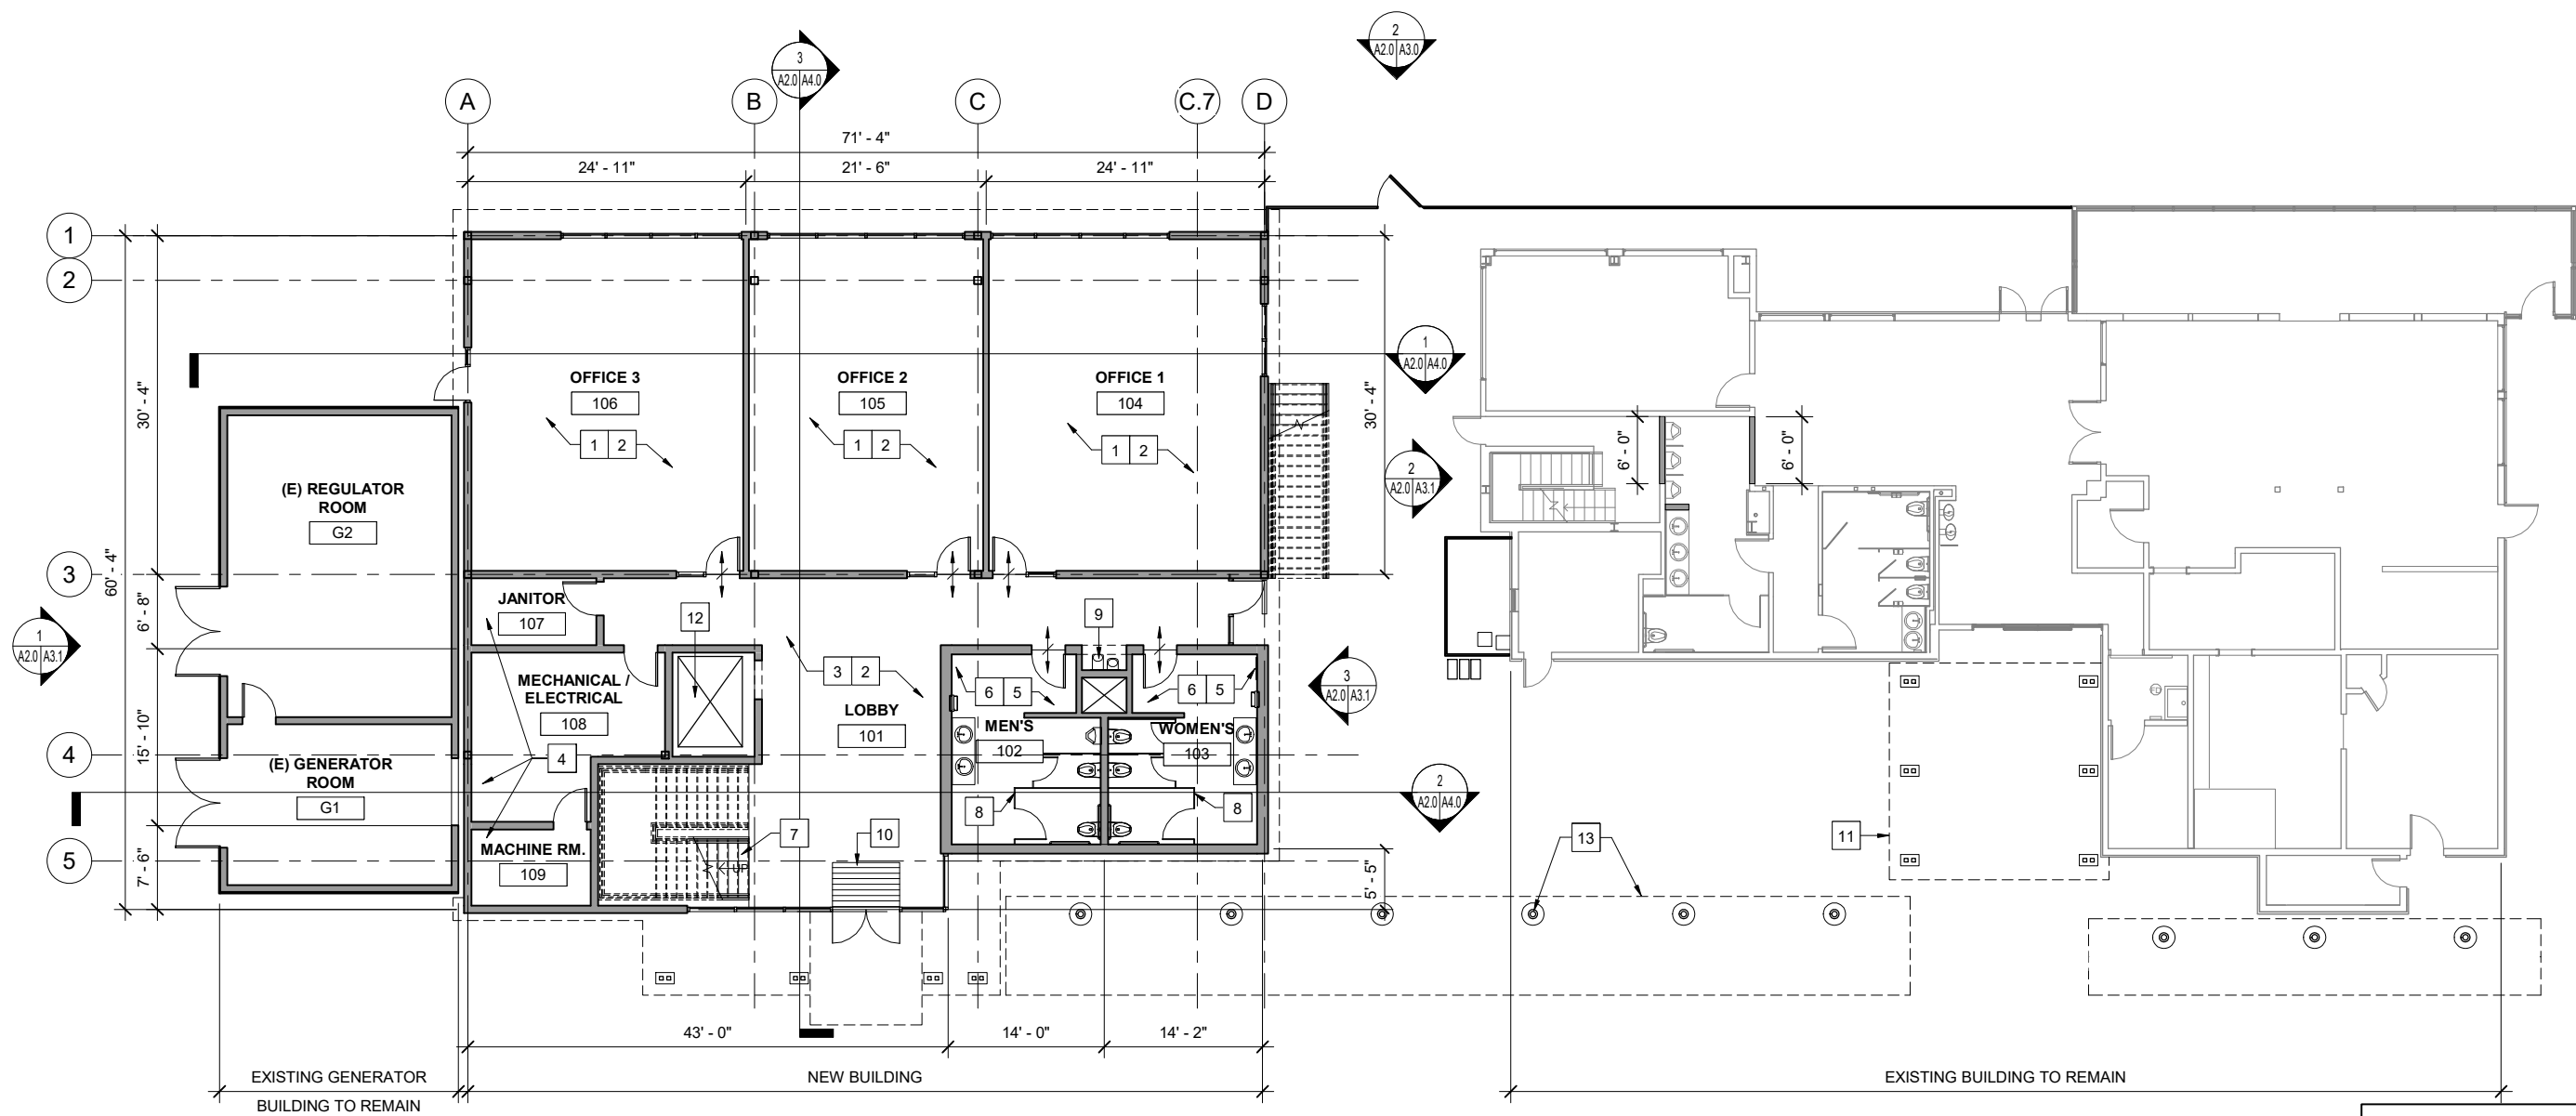 2
A2.0 A3.0
3
A2.0 A4.0
A
B
C
C.7
D
71' - 4"
24' - 11"
21' - 6"
24' - 11"
1
2
3
4
5
60' - 4"
30' - 4"
6' - 8"
15' - 10"
7' - 6"
30' - 4"
1
A2.0 A4.0
OFFICE 3
106
1 2
OFFICE 2
105
1 2
OFFICE 1
104
1 2
2
A2.0 A3.1
6' - 0"
6' - 0"
(E) REGULATOR
ROOM
G2
JANITOR
107
12
9
1
A2.0 A3.1
3 2
MECHANICAL /
ELECTRICAL
108
LOBBY
101
6 5
6 5
3
A2.0 A3.1
MEN'S
102
WOMEN'S
103
4
(E) GENERATOR
ROOM
G1
8
8
2
A2.0 A4.0
7
10
13
11
MACHINE RM.
109
UP
5' - 5"
43' - 0"
14' - 0"
14' - 2"
EXISTING GENERATOR
BUILDING TO REMAIN
NEW BUILDING
EXISTING BUILDING TO REMAIN